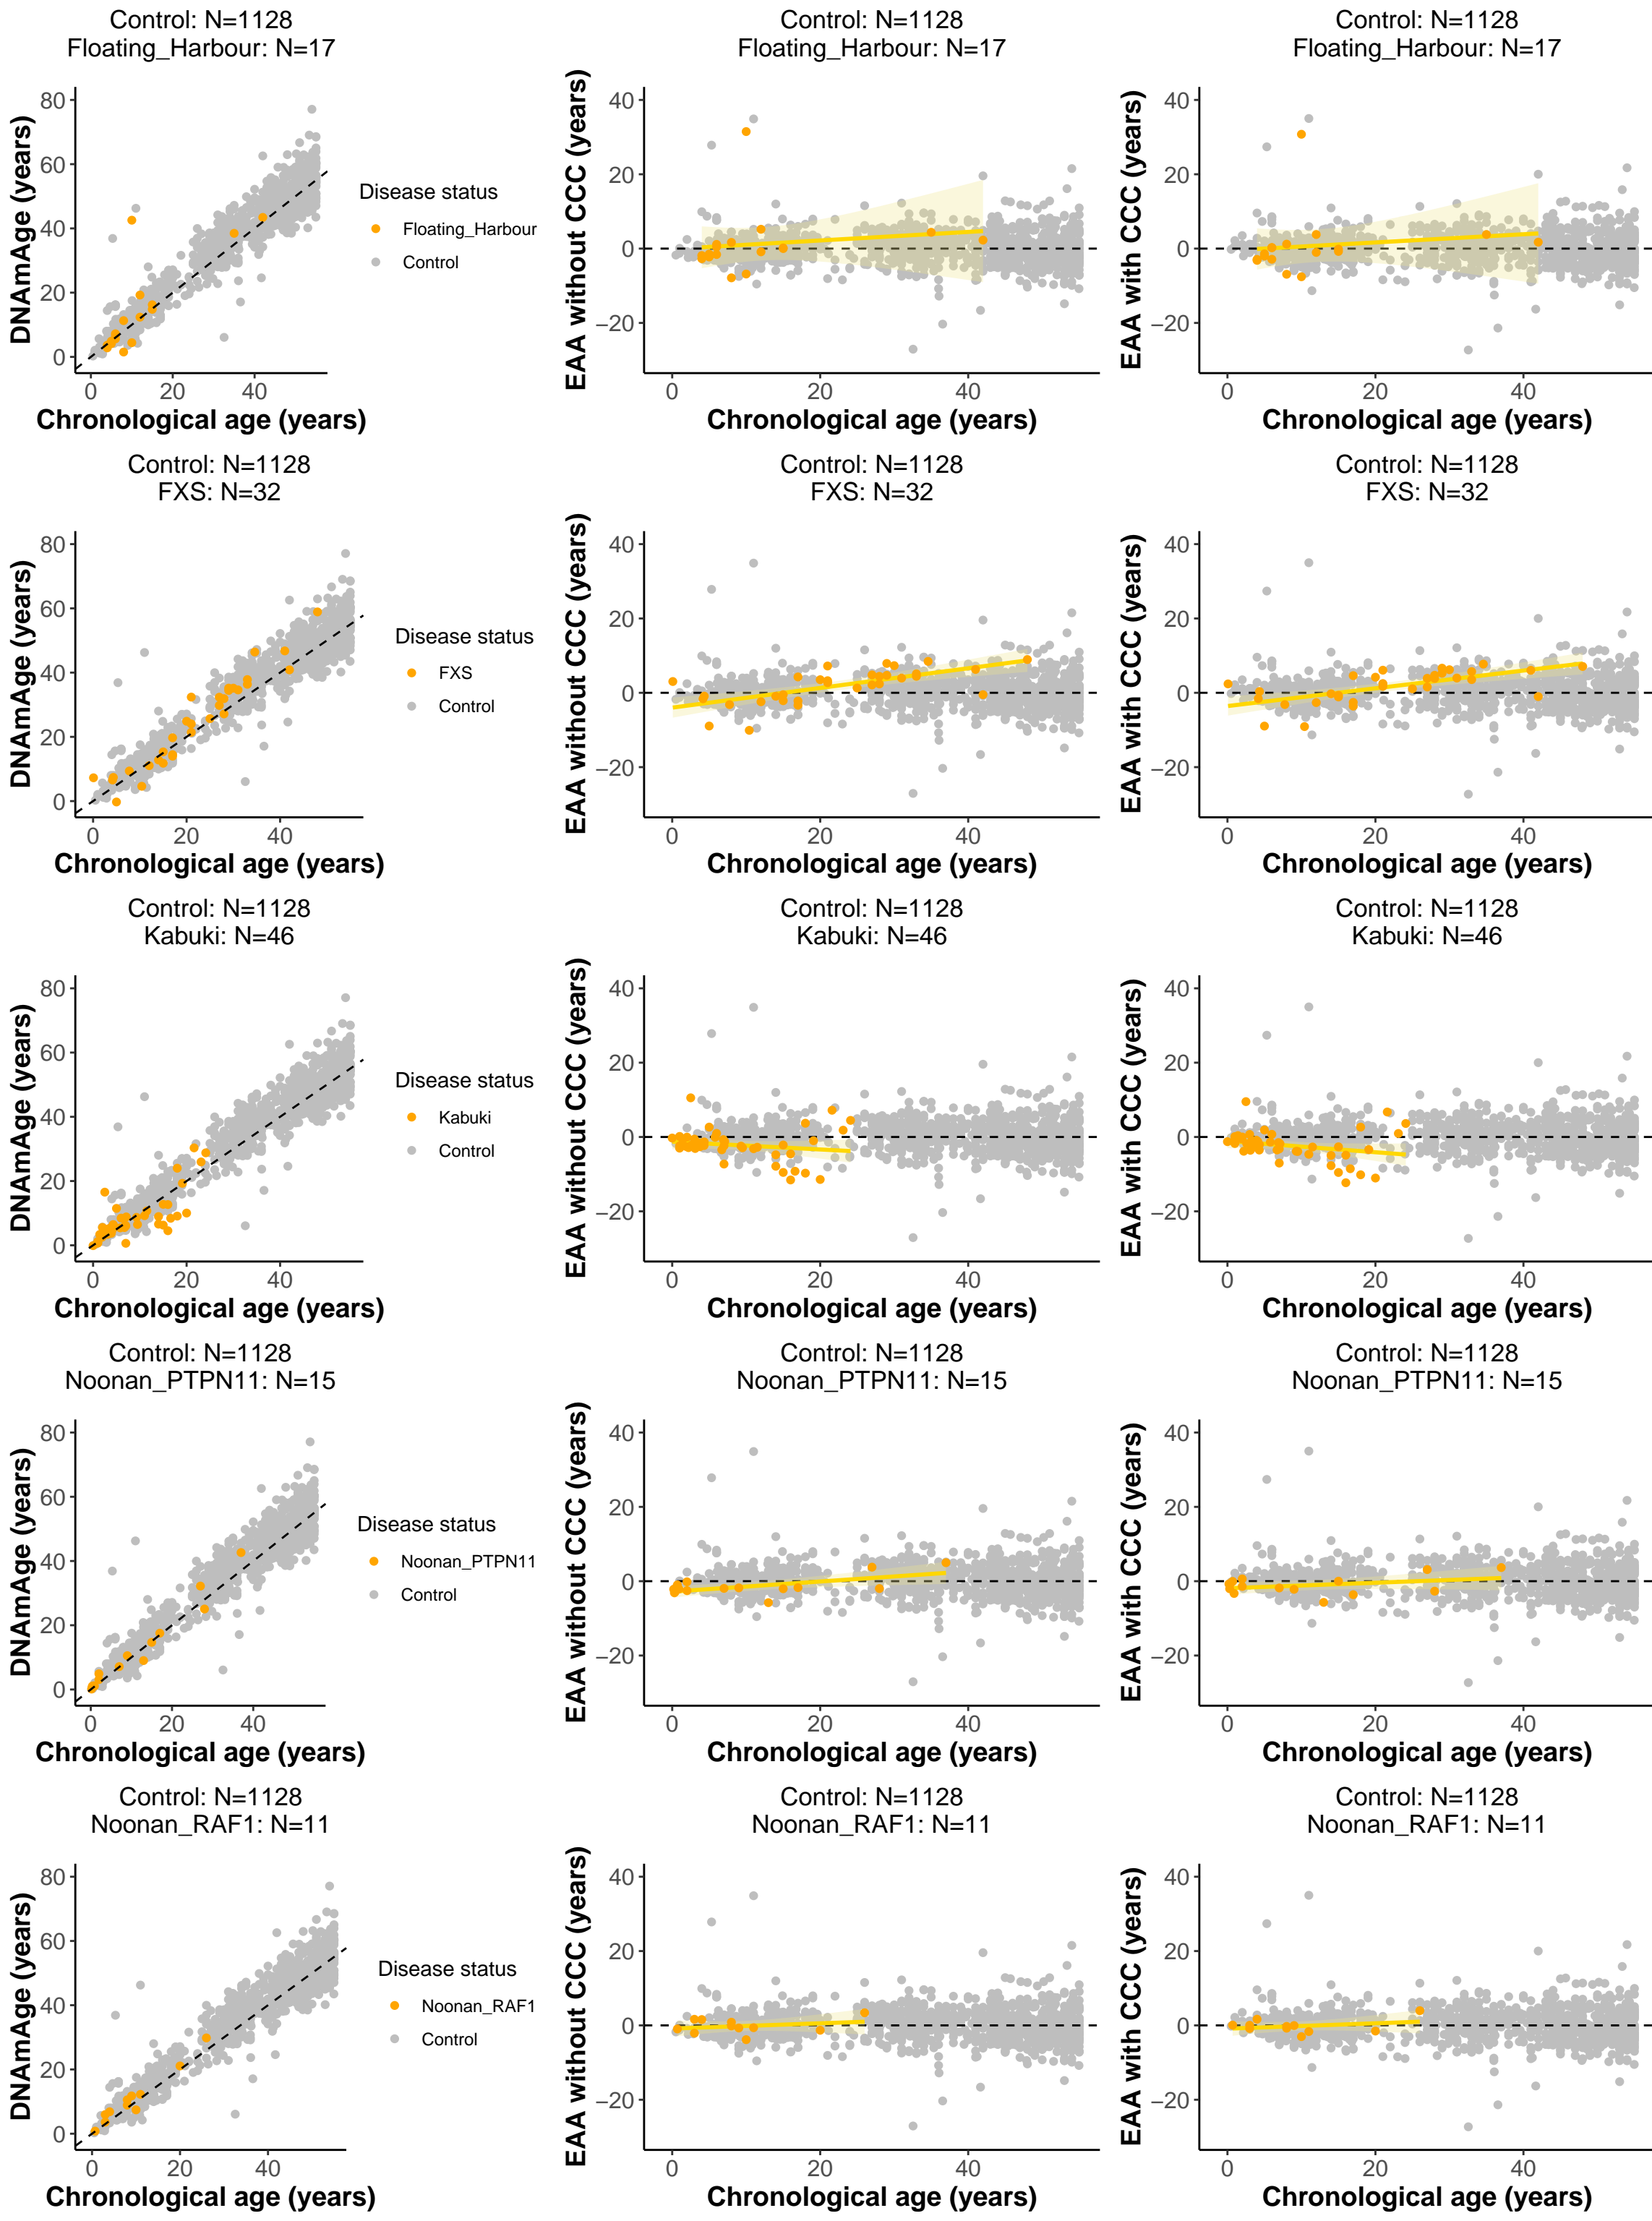 Control: N=1128
Floating_Harbour: N=17
DNAmAge (years)
80
60
40
20
0
0 20 40
Chronological age (years)
Disease status
Floating_Harbour
Control
Control: N=1128
Floating_Harbour: N=17
EAA without CCC (years)
40
20
0
−20
0 20 40
Chronological age (years)
Control: N=1128
Floating_Harbour: N=17
EAA with CCC (years)
40
20
0
−20
0 20 40
Chronological age (years)
Control: N=1128
FXS: N=32
DNAmAge (years)
80
60
40
20
0
0 20 40
Chronological age (years)
Disease status
FXS
Control
Control: N=1128
FXS: N=32
EAA without CCC (years)
40
20
0
−20
0 20 40
Chronological age (years)
Control: N=1128
FXS: N=32
EAA with CCC (years)
40
20
0
−20
0 20 40
Chronological age (years)
Control: N=1128
Kabuki: N=46
DNAmAge (years)
80
60
40
20
0
0 20 40
Chronological age (years)
Disease status
Kabuki
Control
Control: N=1128
Kabuki: N=46
EAA without CCC (years)
40
20
0
−20
0 20 40
Chronological age (years)
Control: N=1128
Kabuki: N=46
EAA with CCC (years)
40
20
0
−20
0 20 40
Chronological age (years)
Control: N=1128
Noonan_PTPN11: N=15
DNAmAge (years)
80
60
40
20
0
0 20 40
Chronological age (years)
Disease status
Noonan_PTPN11
Control
Control: N=1128
Noonan_PTPN11: N=15
EAA without CCC (years)
40
20
0
−20
0 20 40
Chronological age (years)
Control: N=1128
Noonan_PTPN11: N=15
EAA with CCC (years)
40
20
0
−20
0 20 40
Chronological age (years)
Control: N=1128
Noonan_RAF1: N=11
DNAmAge (years)
80
60
40
20
0
0 20 40
Chronological age (years)
Disease status
Noonan_RAF1
Control
Control: N=1128
Noonan_RAF1: N=11
EAA without CCC (years)
40
20
0
−20
0 20 40
Chronological age (years)
Control: N=1128
Noonan_RAF1: N=11
EAA with CCC (years)
40
20
0
−20
0 20 40
Chronological age (years)